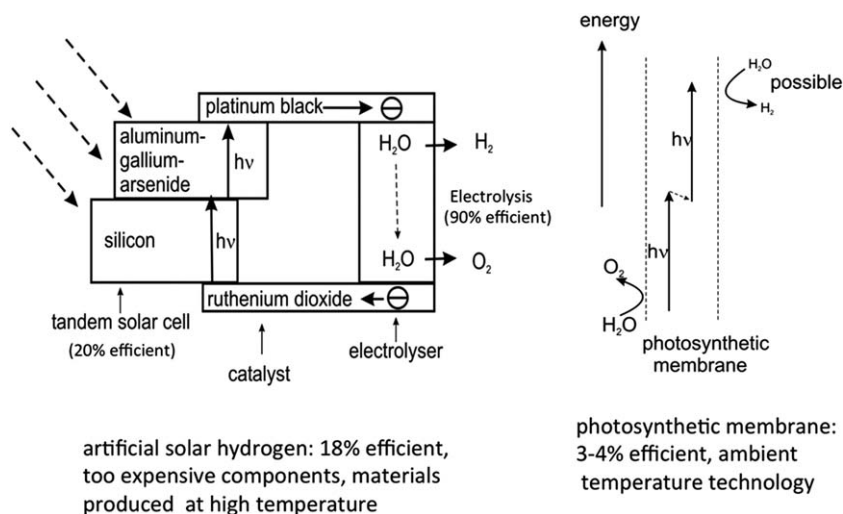 platinum black
aluminum-
gallium-
arsenide
hν
H₂O
H₂
Electrolysis
(90% efficient)
silicon
hν
H₂O
O₂
ruthenium dioxide
tandem solar cell
(20% efficient)
catalyst
electrolyser
artificial solar hydrogen: 18% efficient,
too expensive components, materials
produced at high temperature
energy
H₂O
possible
H₂
hν
hν
O₂
H₂O
photosynthetic
membrane
photosynthetic membrane:
3-4% efficient, ambient
temperature technology